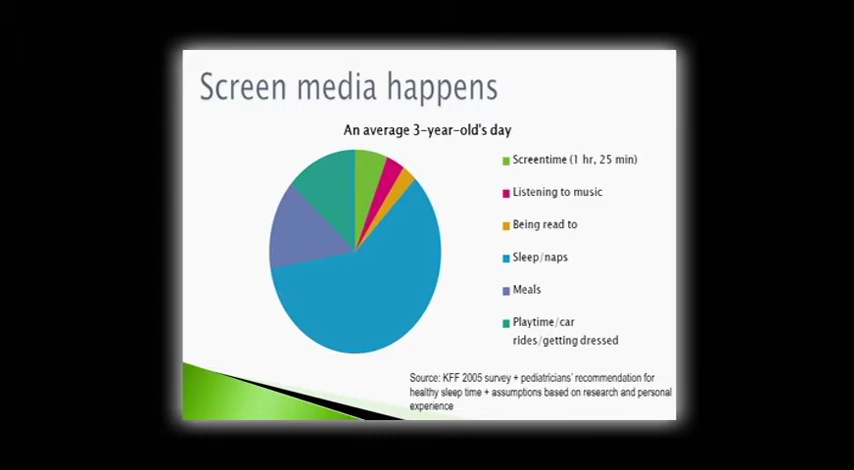 Screen media happens
An average 3-year-old's day
Screentime (1 hr, 25 min)
Listening to music
Being read to
Sleep/naps
Meals
Playtime/car
rides/getting dressed
Source: KFF 2005 survey + pediatricians' recommendation for
healthy sleep time + assumptions based on research and personal
experience